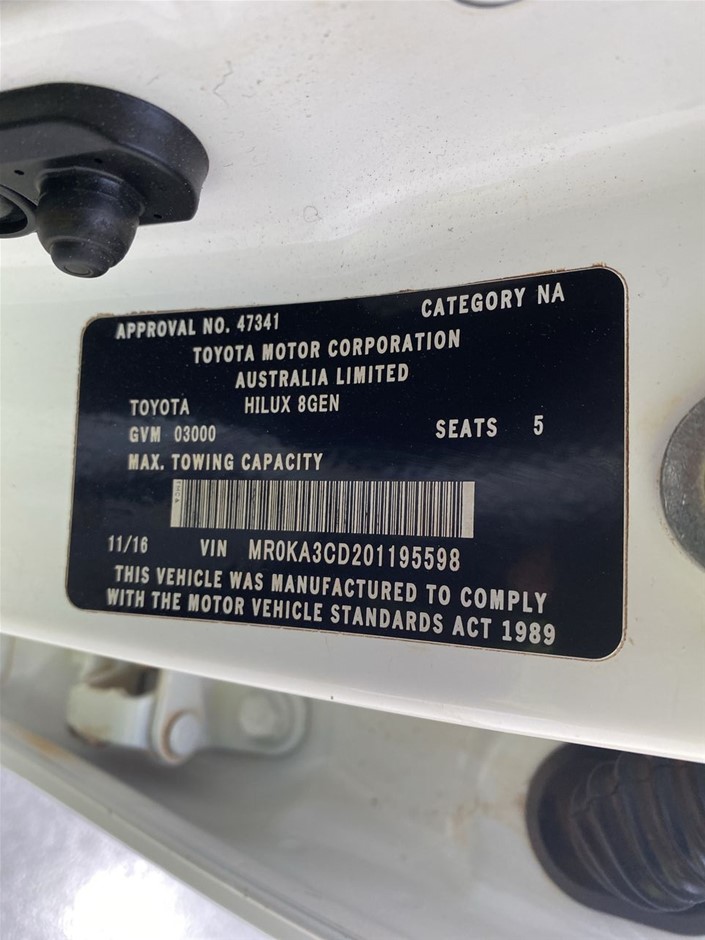 APPROVAL NO. 47341 CATEGORY NA
TOYOTA MOTOR CORPORATION
AUSTRALIA LIMITED
TOYOTA HILUX 8GEN
GVM 03000 SEATS 5
MAX. TOWING CAPACITY
11/16 VIN MR0KA3CD201195598
THIS VEHICLE WAS MANUFACTURED TO COMPLY
WITH THE MOTOR VEHICLE STANDARDS ACT 1989